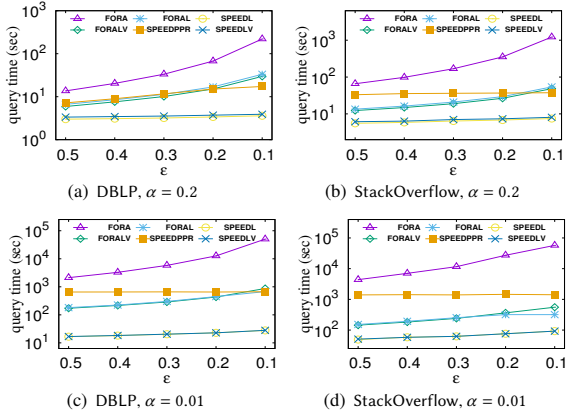 FORA FORAL SPEEDL
FORALV SPEEDPPR SPEEDLV
query time (sec)
10^3
10^2
10^1
10^0
0.5 0.4 0.3 0.2 0.1
ε
(a) DBLP, α = 0.2
FORA FORAL SPEEDL
FORALV SPEEDPPR SPEEDLV
query time (sec)
10^3
10^2
10^1
0.5 0.4 0.3 0.2 0.1
ε
(b) StackOverflow, α = 0.2
FORA FORAL SPEEDL
FORALV SPEEDPPR SPEEDLV
query time (sec)
10^5
10^4
10^3
10^2
10^1
0.5 0.4 0.3 0.2 0.1
ε
(c) DBLP, α = 0.01
FORA FORAL SPEEDL
FORALV SPEEDPPR SPEEDLV
query time (sec)
10^5
10^4
10^3
10^2
0.5 0.4 0.3 0.2 0.1
ε
(d) StackOverflow, α = 0.01